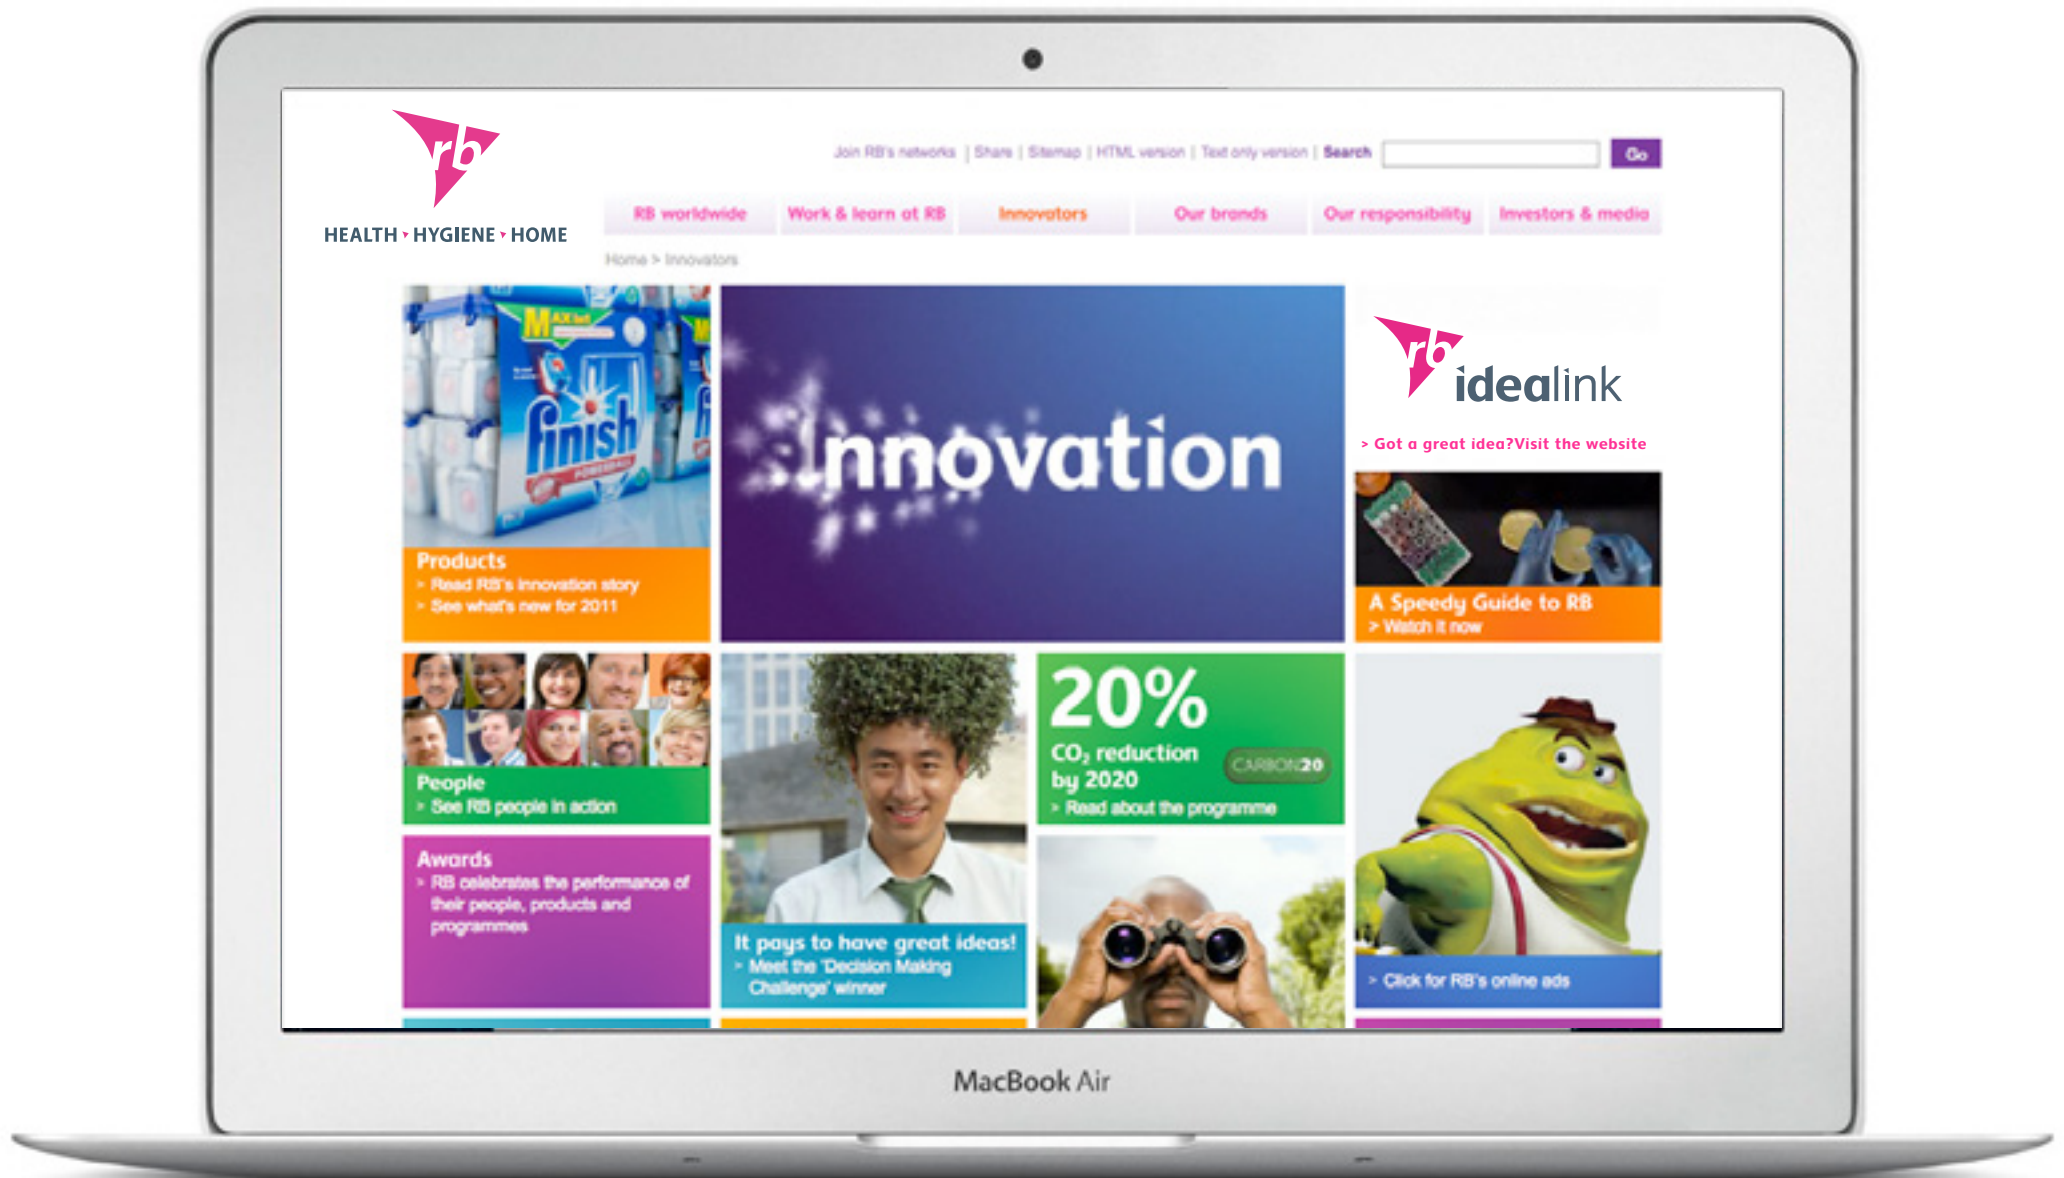 rb
HEALTH HYGIENE HOME
Join RB's networks | Share | Sitemap | HTML version | Text only version | Search
Go
RB worldwide
Work & learn at RB
Innovators
Our brands
Our responsibility
Investors & media
Home > Innovators
finish
POWERBALL
Products
> Read RB's innovation story
> See what's new for 2011
Innovation
rb idealink
> Got a great idea?Visit the website
A Speedy Guide to RB
> Watch it now
People
> See RB people in action
Awards
> RB celebrates the performance of
their people, products and
programmes
It pays to have great ideas!
> Meet the 'Decision Making
Challenge' winner
20%
CO₂ reduction
by 2020
CARBON20
> Read about the programme
> Click for RB's online ads
MacBook Air